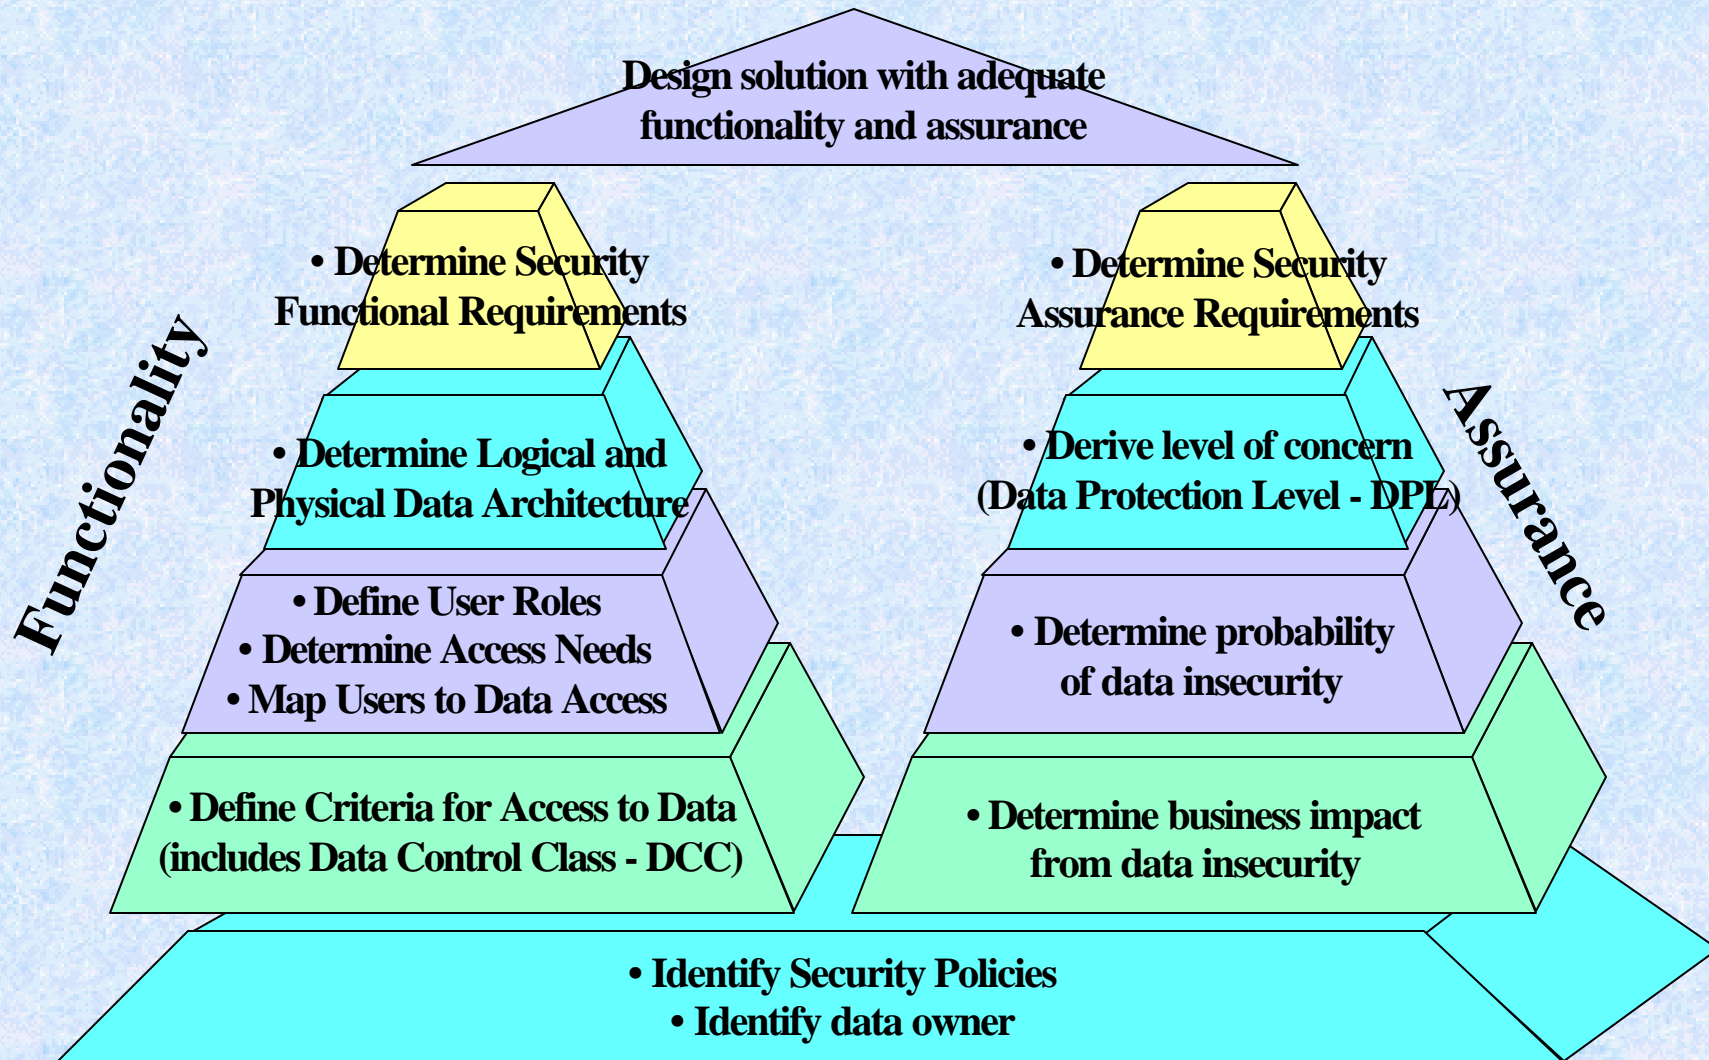 Design solution with adequate
functionality and assurance
Functionality
• Determine Security
Functional Requirements
• Determine Logical and
Physical Data Architecture
• Define User Roles
• Determine Access Needs
• Map Users to Data Access
• Define Criteria for Access to Data
(includes Data Control Class - DCC)
• Determine Security
Assurance Requirements
• Derive level of concern
(Data Protection Level - DPL)
• Determine probability
of data insecurity
• Determine business impact
from data insecurity
Assurance
• Identify Security Policies
• Identify data owner